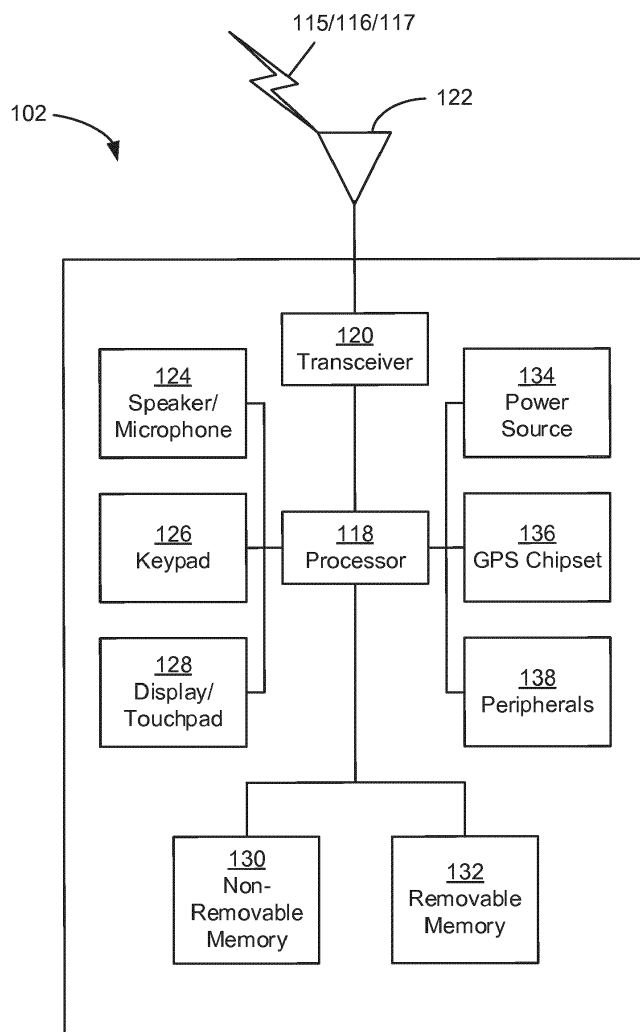 115/116/117
122
102
120
Transceiver
124
Speaker/
Microphone
134
Power
Source
126
Keypad
118
Processor
136
GPS Chipset
128
Display/
Touchpad
138
Peripherals
130
Non-
Removable
Memory
132
Removable
Memory